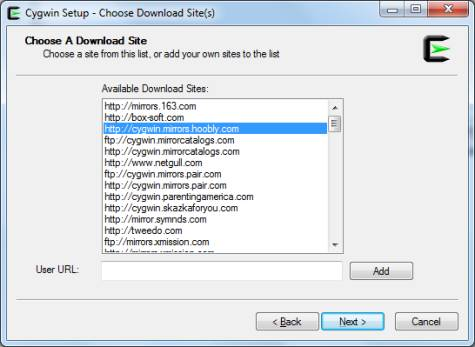 Cygwin Setup - Choose Download Site(s)
Choose A Download Site
Choose a site from this list, or add your own sites to the list
Available Download Sites:
http://mirrors.163.com
http://box-soft.com
http://cygwin.mirrors.hoobly.com
ftp://cygwin.mirrorcatalogs.com
http://cygwin.mirrorcatalogs.com
http://www.netgull.com
ftp://cygwin.mirrors.pair.com
http://cygwin.mirrors.pair.com
http://cygwin.parentingamerica.com
http://cygwin.skazkaforyou.com
http://mirror.symnds.com
http://tweedo.com
ftp://mirrors.xmission.com
http://mirrors.xmission.com
User URL:
Add
< Back
Next >
Cancel